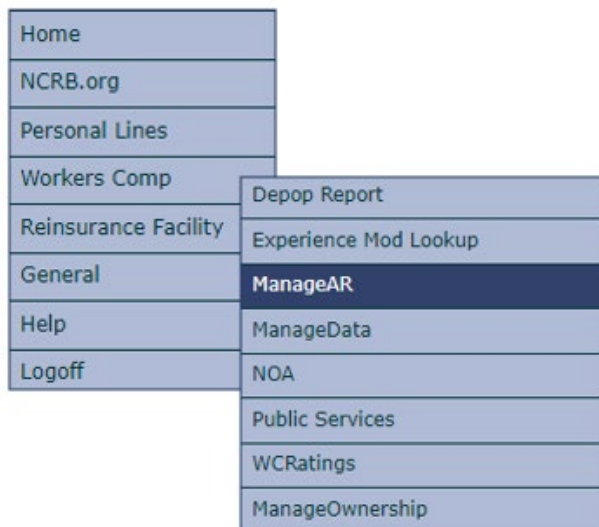 Home
NCRB.org
Personal Lines
Workers Comp
Reinsurance Facility
General
Help
Logoff
Depop Report
Experience Mod Lookup
ManageAR
ManageData
NOA
Public Services
WCRatings
ManageOwnership